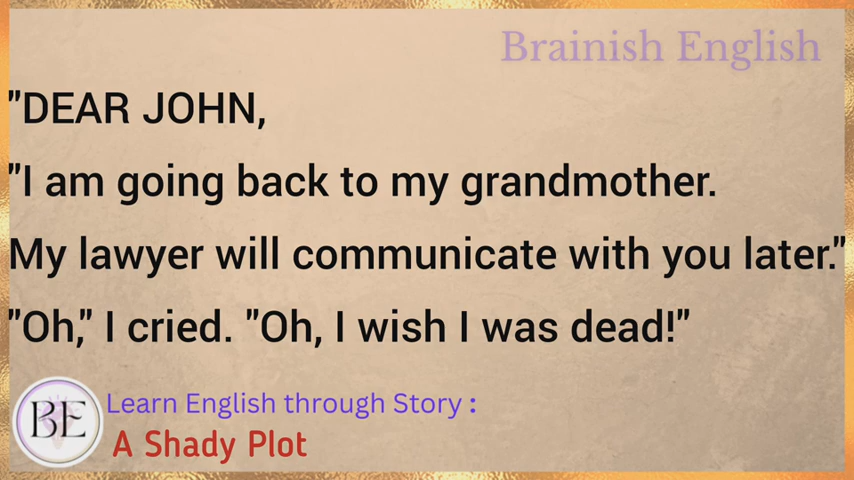 Brainish English
"DEAR JOHN,
"I am going back to my grandmother.
My lawyer will communicate with you later."
"Oh," I cried. "Oh, I wish I was dead!"
BE
Learn English through Story :
A Shady Plot